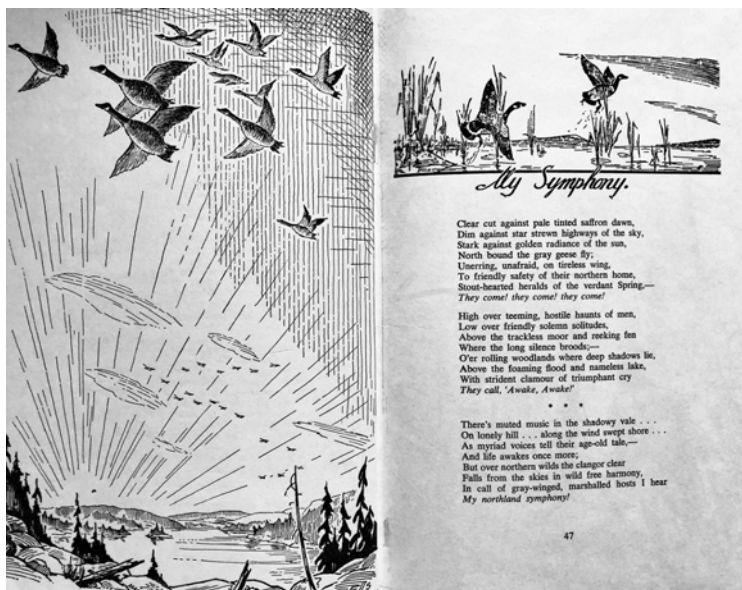 My Symphony.
Clear cut against pale tinted saffron dawn,
Dim against star strewn highways of the sky,
Stark against golden radiance of the sun,
North bound the gray geese fly;
Unerring, unafraid, on tireless wing,
To friendly safety of their northern home,
Stout-hearted heralds of the verdant Spring,—
They come! they come! they come!
High over teeming, hostile haunts of men,
Low over friendly solemn solitudes,
Above the trackless moor and reeking fen
Where the long silence broods;—
O'er rolling woodlands where deep shadows lie,
Above the foaming flood and nameless lake,
With strident clamour of triumphant cry
They call, 'Awake, Awake!'
* * *
There's muted music in the shadowy vale . . .
On lonely hill . . . along the wind swept shore . . .
As myriad voices tell their age-old tale,—
And life awakes once more;
But over northern wilds the clangor clear
Falls from the skies in wild free harmony,
In call of gray-winged, marshalled hosts I hear
My northland symphony!
47